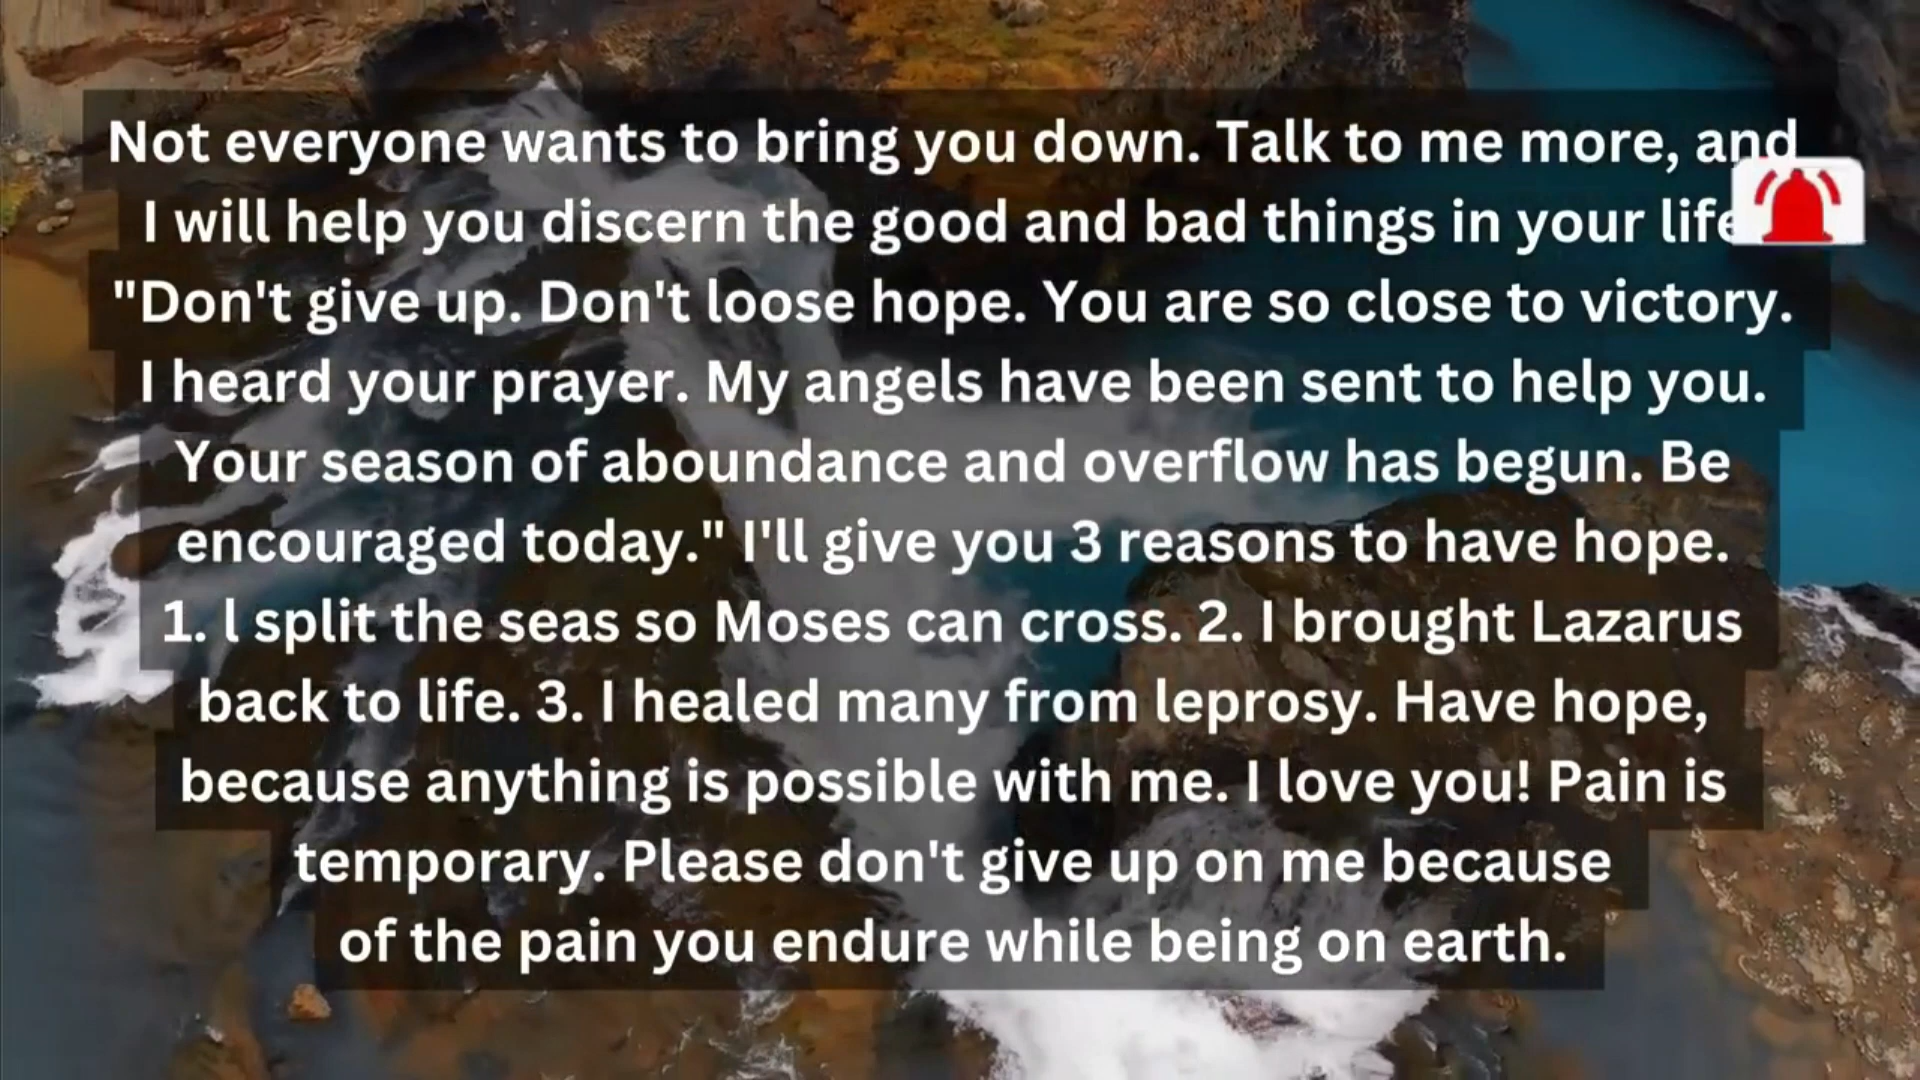 Not everyone wants to bring you down. Talk to me more, and
I will help you discern the good and bad things in your life
"Don't give up. Don't loose hope. You are so close to victory.
I heard your prayer. My angels have been sent to help you.
Your season of aboundance and overflow has begun. Be
encouraged today." I'll give you 3 reasons to have hope.
1. l split the seas so Moses can cross. 2. I brought Lazarus
back to life. 3. I healed many from leprosy. Have hope,
because anything is possible with me. I love you! Pain is
temporary. Please don't give up on me because
of the pain you endure while being on earth.